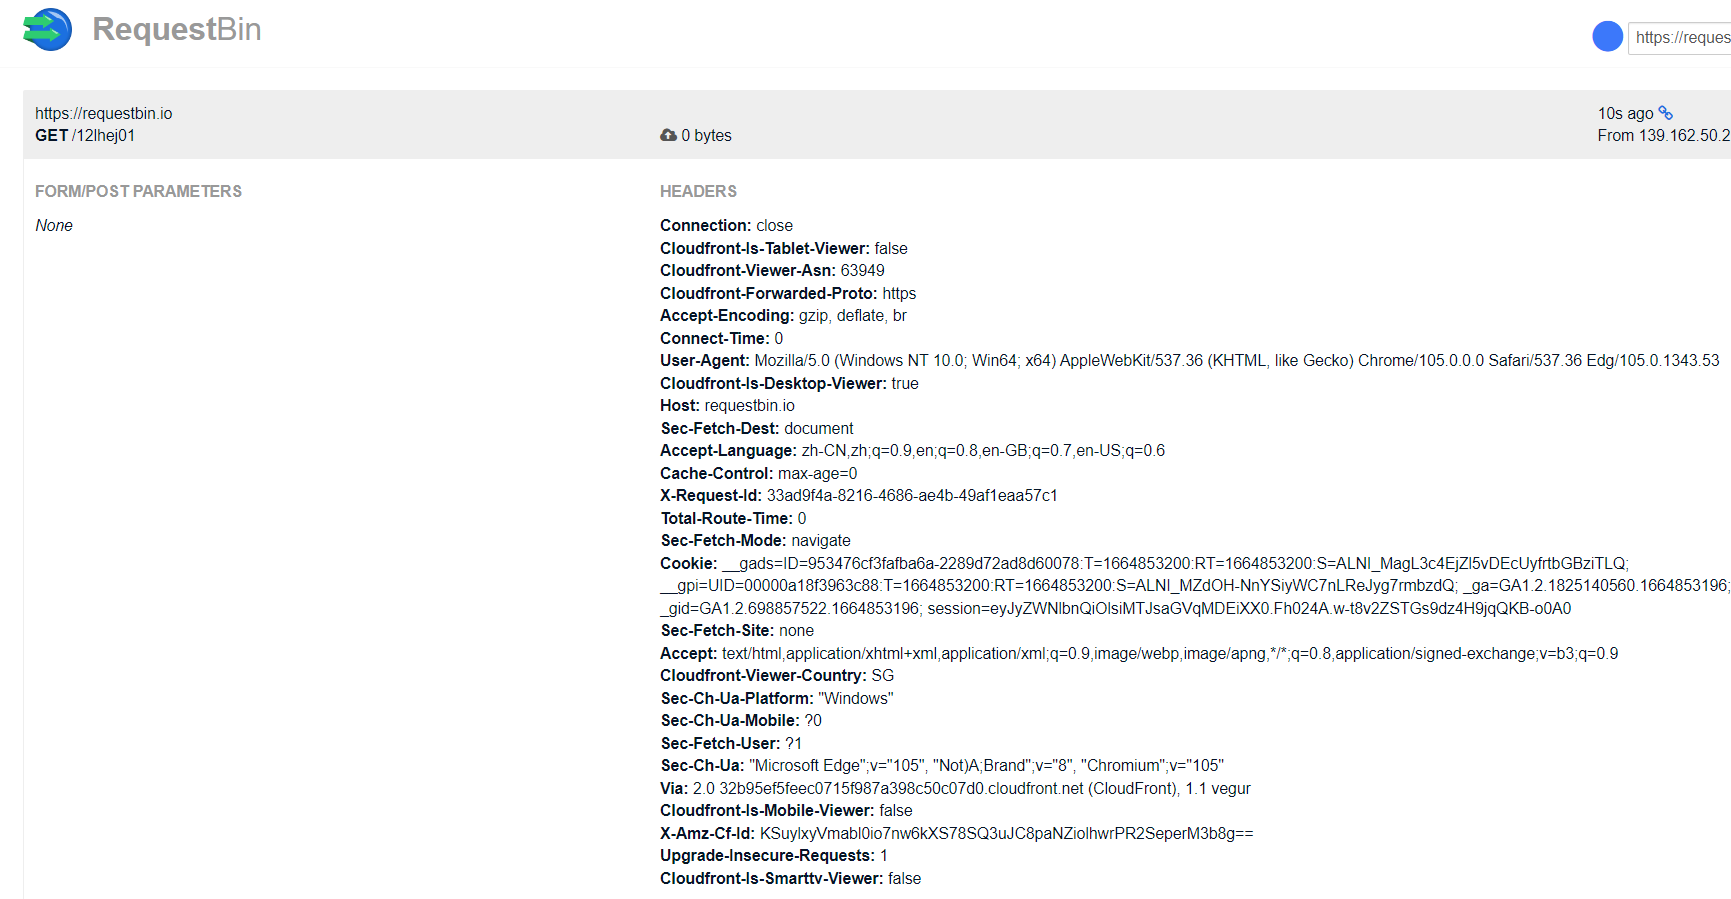 RequestBin
https://reques
https://requestbin.io
GET /12lhej01
0 bytes
10s ago
From 139.162.50.2
FORM/POST PARAMETERS
None
HEADERS
Connection: close
Cloudfront-Is-Tablet-Viewer: false
Cloudfront-Viewer-Asn: 63949
Cloudfront-Forwarded-Proto: https
Accept-Encoding: gzip, deflate, br
Connect-Time: 0
User-Agent: Mozilla/5.0 (Windows NT 10.0; Win64; x64) AppleWebKit/537.36 (KHTML, like Gecko) Chrome/105.0.0.0 Safari/537.36 Edg/105.0.1343.53
Cloudfront-Is-Desktop-Viewer: true
Host: requestbin.io
Sec-Fetch-Dest: document
Accept-Language: zh-CN,zh;q=0.9,en;q=0.8,en-GB;q=0.7,en-US;q=0.6
Cache-Control: max-age=0
X-Request-Id: 33ad9f4a-8216-4686-ae4b-49af1eaa57c1
Total-Route-Time: 0
Sec-Fetch-Mode: navigate
Cookie: __gads=ID=953476cf3fafba6a-2289d72ad8d60078:T=1664853200:RT=1664853200:S=ALNI_MagL3c4EjZl5vDEcUyfrtbGBziTLQ;
__gpi=UID=00000a18f3963c88:T=1664853200:RT=1664853200:S=ALNI_MZdOH-NnYSiyWC7nLReJyg7rmbzdQ; _ga=GA1.2.1825140560.1664853196;
_gid=GA1.2.698857522.1664853196; session=eyJyZWNlbnQiOlsiMTJsaGVqMDEiXX0.Fh024A.w-t8v2ZSTGs9dz4H9jqQKB-o0A0
Sec-Fetch-Site: none
Accept: text/html,application/xhtml+xml,application/xml;q=0.9,image/webp,image/apng,*/*;q=0.8,application/signed-exchange;v=b3;q=0.9
Cloudfront-Viewer-Country: SG
Sec-Ch-Ua-Platform: "Windows"
Sec-Ch-Ua-Mobile: ?0
Sec-Fetch-User: ?1
Sec-Ch-Ua: "Microsoft Edge";v="105", "Not)A;Brand";v="8", "Chromium";v="105"
Via: 2.0 32b95ef5feec0715f987a398c50c07d0.cloudfront.net (CloudFront), 1.1 vegur
Cloudfront-Is-Mobile-Viewer: false
X-Amz-Cf-Id: KSuylxyVmabl0io7nw6kXS78SQ3uJC8paNZiolhwrPR2SeperM3b8g==
Upgrade-Insecure-Requests: 1
Cloudfront-Is-Smarttv-Viewer: false